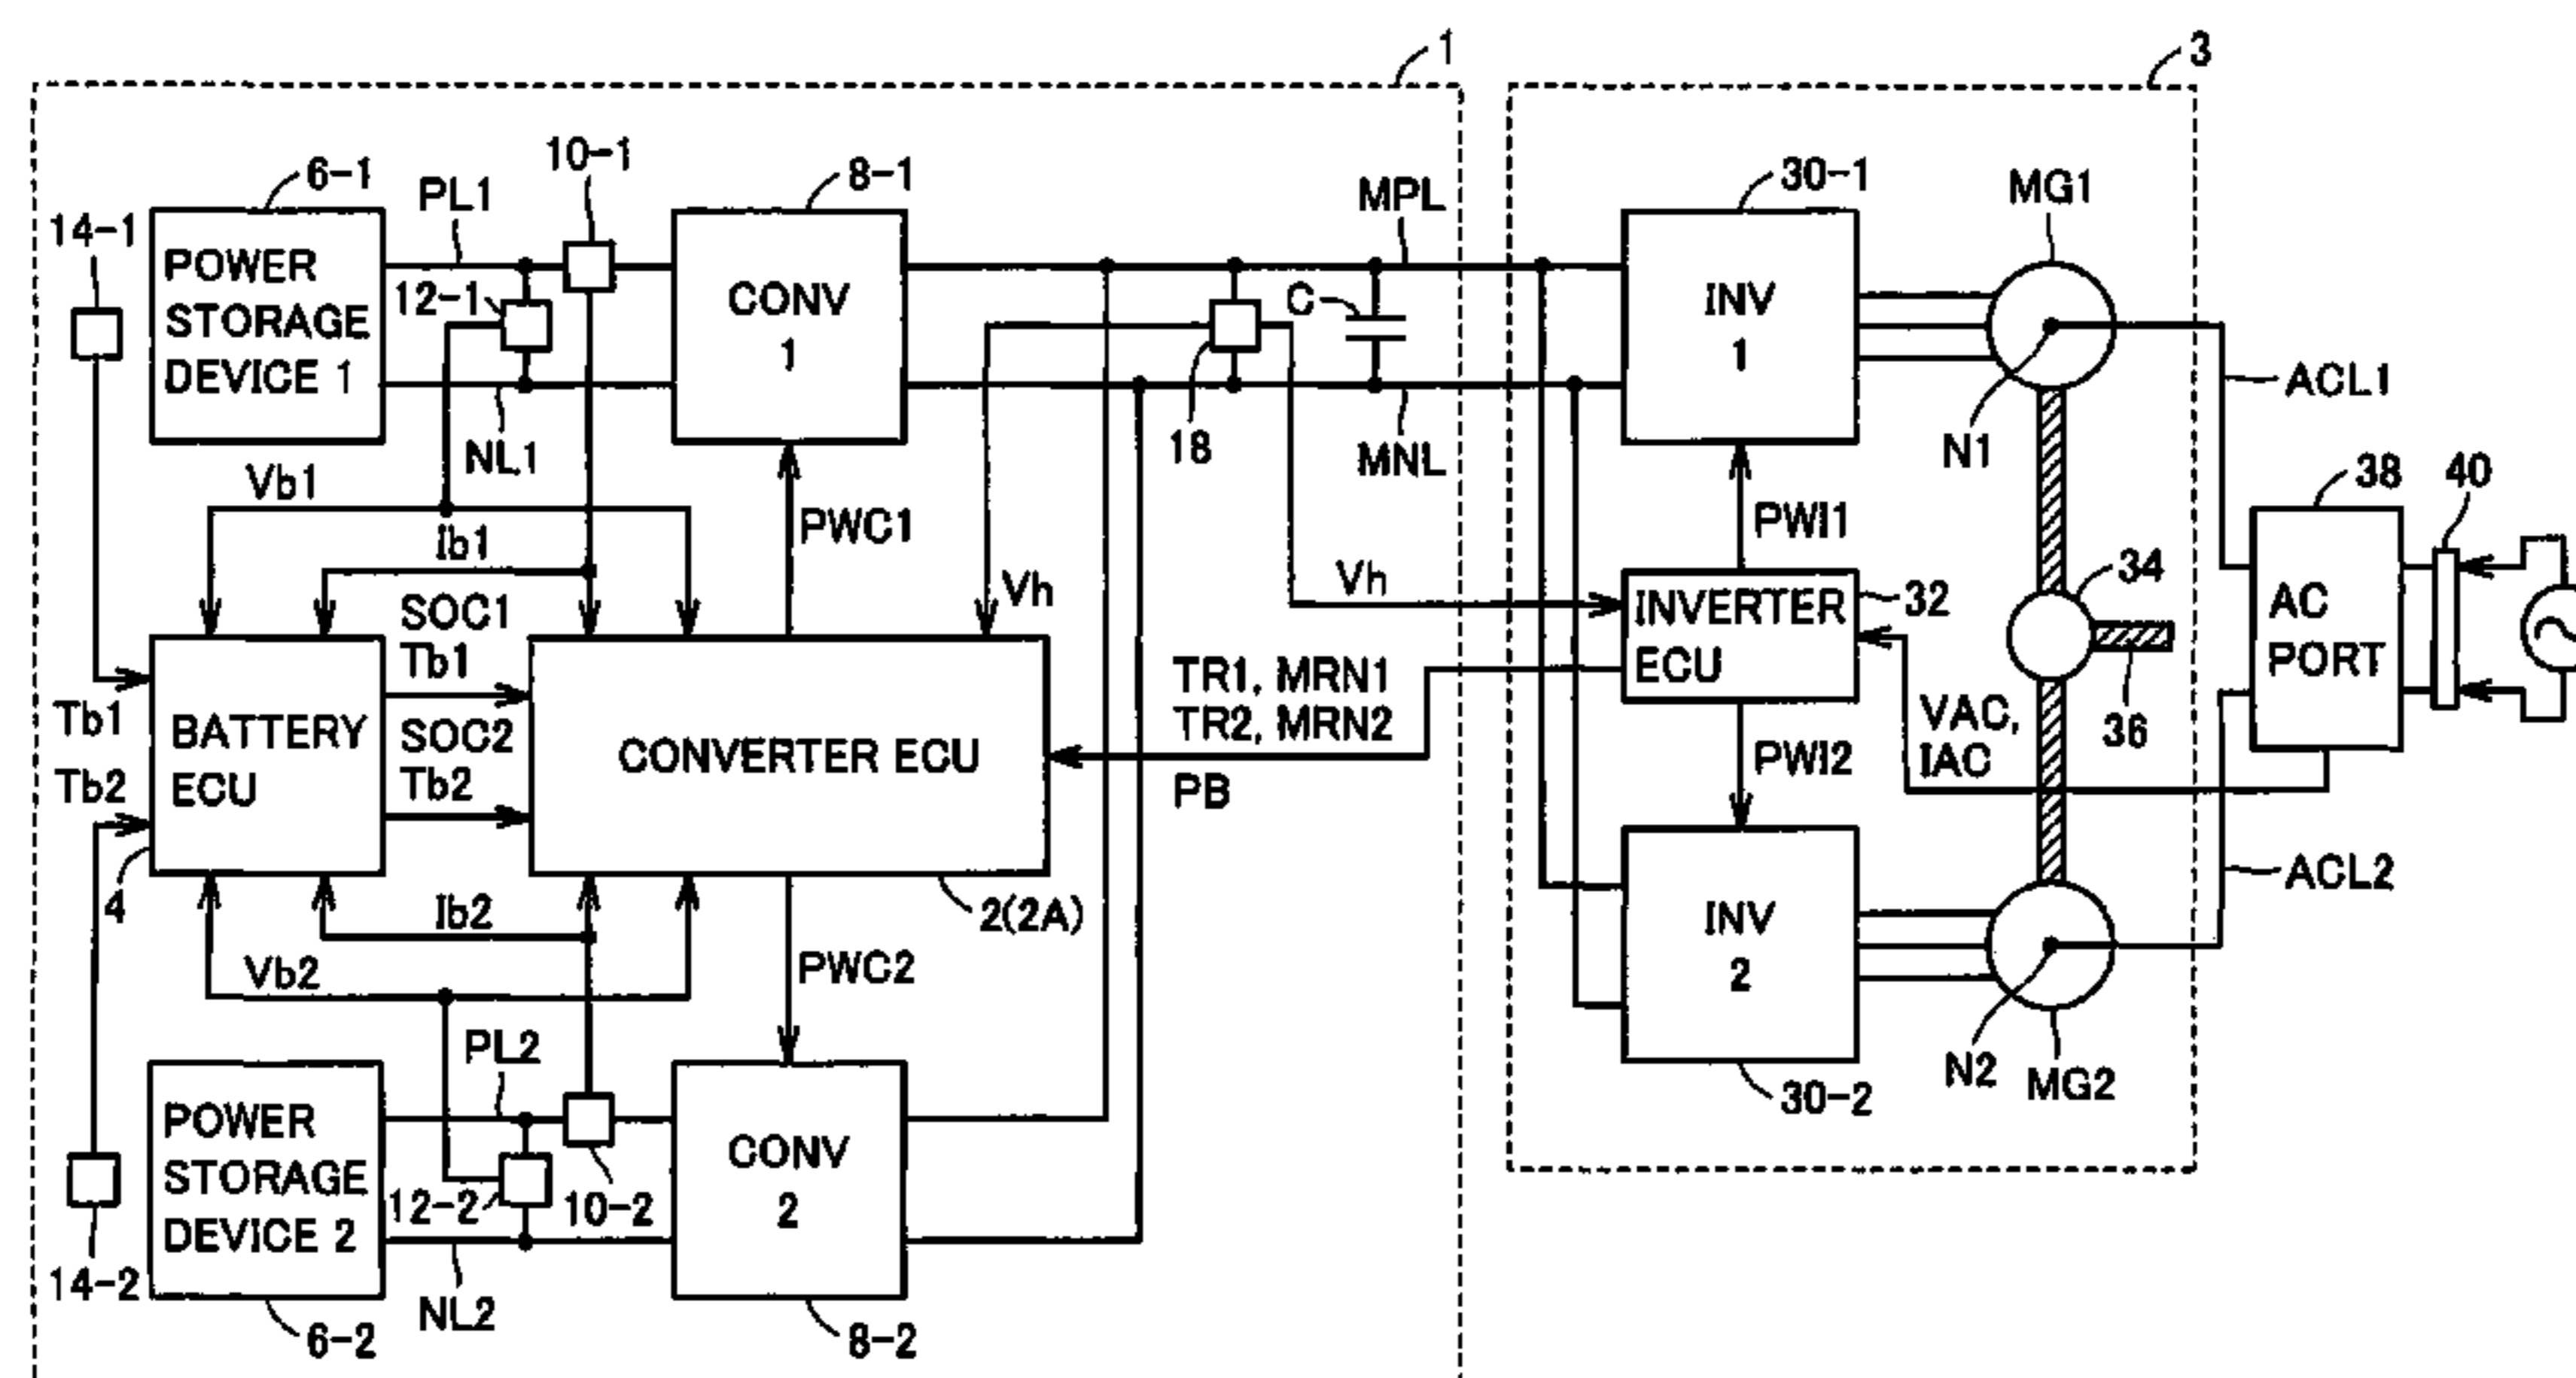 1
3
10-1
6-1
PL1
8-1
MPL
30-1
MG1
14-1
POWER
STORAGE
DEVICE 1
12-1
CONV
1
C
INV
1
ACL1
NL1
18
MNL
N1
38
40
Vb1
PWC1
PWI1
Ib1
Vh
Vh
34
SOC1
Tb1
INVERTER
ECU
32
AC
PORT
Tb1
BATTERY
ECU
SOC2
Tb2
CONVERTER ECU
TR1, MRN1
TR2, MRN2
PB
PWI2
VAC,
IAC
36
Tb2
4
Ib2
2(2A)
ACL2
Vb2
PWC2
INV
2
PL2
N2
MG2
30-2
POWER
STORAGE
DEVICE 2
12-2
10-2
CONV
2
14-2
NL2
6-2
8-2